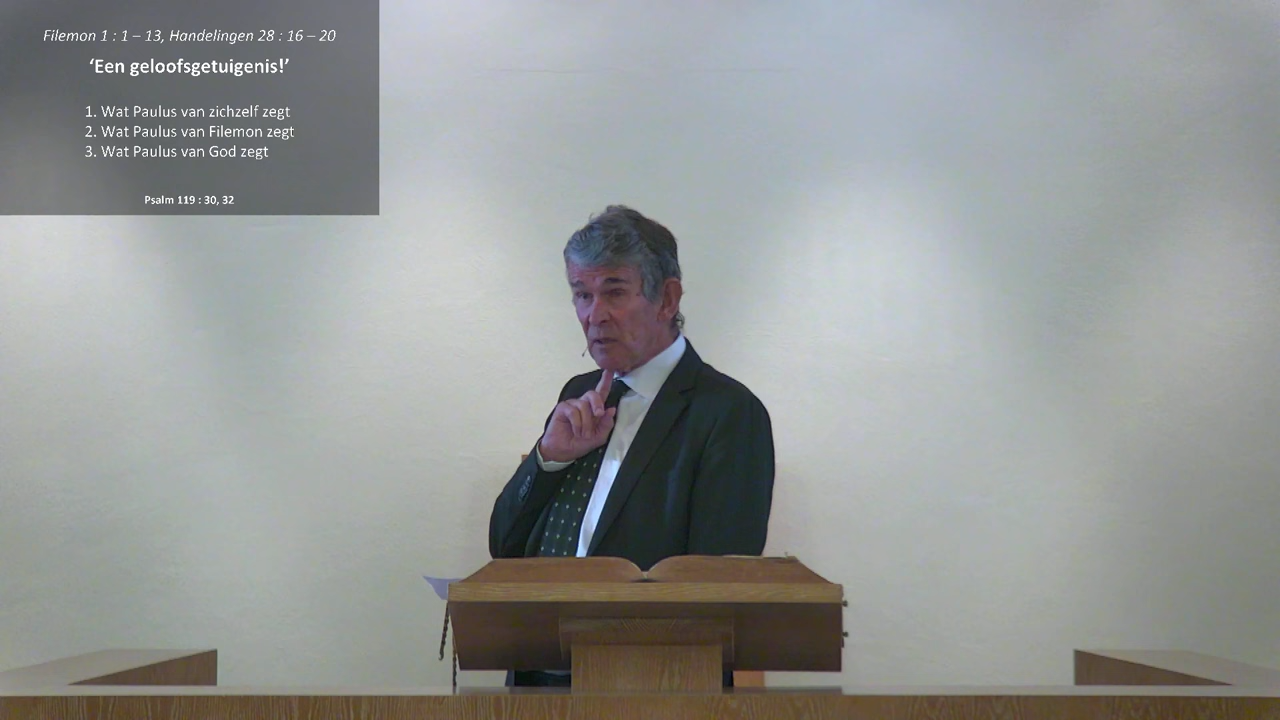 Filemon 1 : 1 – 13, Handelingen 28 : 16 – 20
‘Een geloofsgetuigenis!’
1. Wat Paulus van zichzelf zegt
2. Wat Paulus van Filemon zegt
3. Wat Paulus van God zegt
Psalm 119 : 30, 32